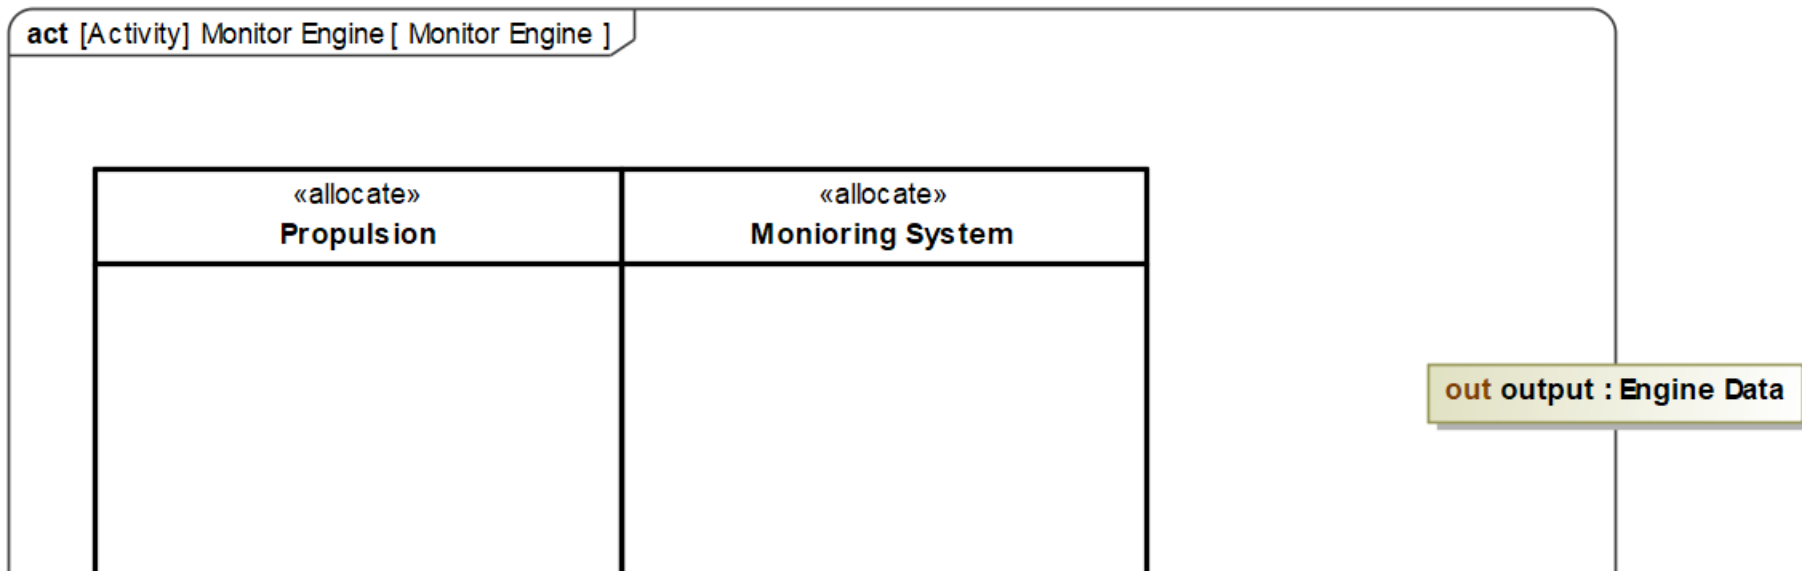 act [Activity] Monitor Engine [ Monitor Engine ]
«allocate»
Propulsion
«allocate»
Monioring System
out output : Engine Data